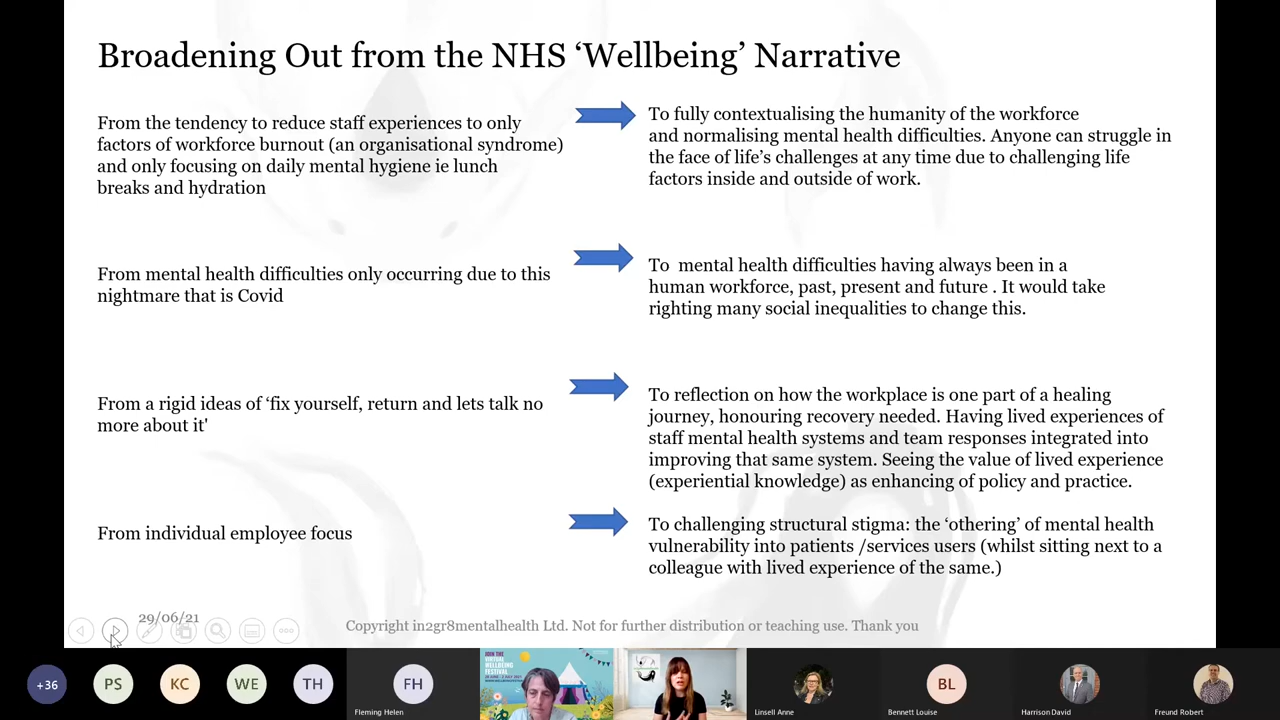 Broadening Out from the NHS ‘Wellbeing’ Narrative
From the tendency to reduce staff experiences to only
factors of workforce burnout (an organisational syndrome)
and only focusing on daily mental hygiene ie lunch
breaks and hydration
To fully contextualising the humanity of the workforce
and normalising mental health difficulties. Anyone can struggle in
the face of life’s challenges at any time due to challenging life
factors inside and outside of work.
From mental health difficulties only occurring due to this
nightmare that is Covid
To  mental health difficulties having always been in a
human workforce, past, present and future . It would take
righting many social inequalities to change this.
From a rigid ideas of ‘fix yourself, return and lets talk no
more about it'
To reflection on how the workplace is one part of a healing
journey, honouring recovery needed. Having lived experiences of
staff mental health systems and team responses integrated into
improving that same system. Seeing the value of lived experience
(experiential knowledge) as enhancing of policy and practice.
From individual employee focus
To challenging structural stigma: the ‘othering’ of mental health
vulnerability into patients /services users (whilst sitting next to a
colleague with lived experience of the same.)
29/06/21
Copyright in2gr8mentalhealth Ltd. Not for further distribution or teaching use. Thank you
+36
PS
KC
WE
TH
FH
Fleming Helen
JOIN THE
VIRTUAL
WELLBEING
FESTIVAL
Linsell Anne
BL
Bennett Louise
Harrison David
Freund Robert